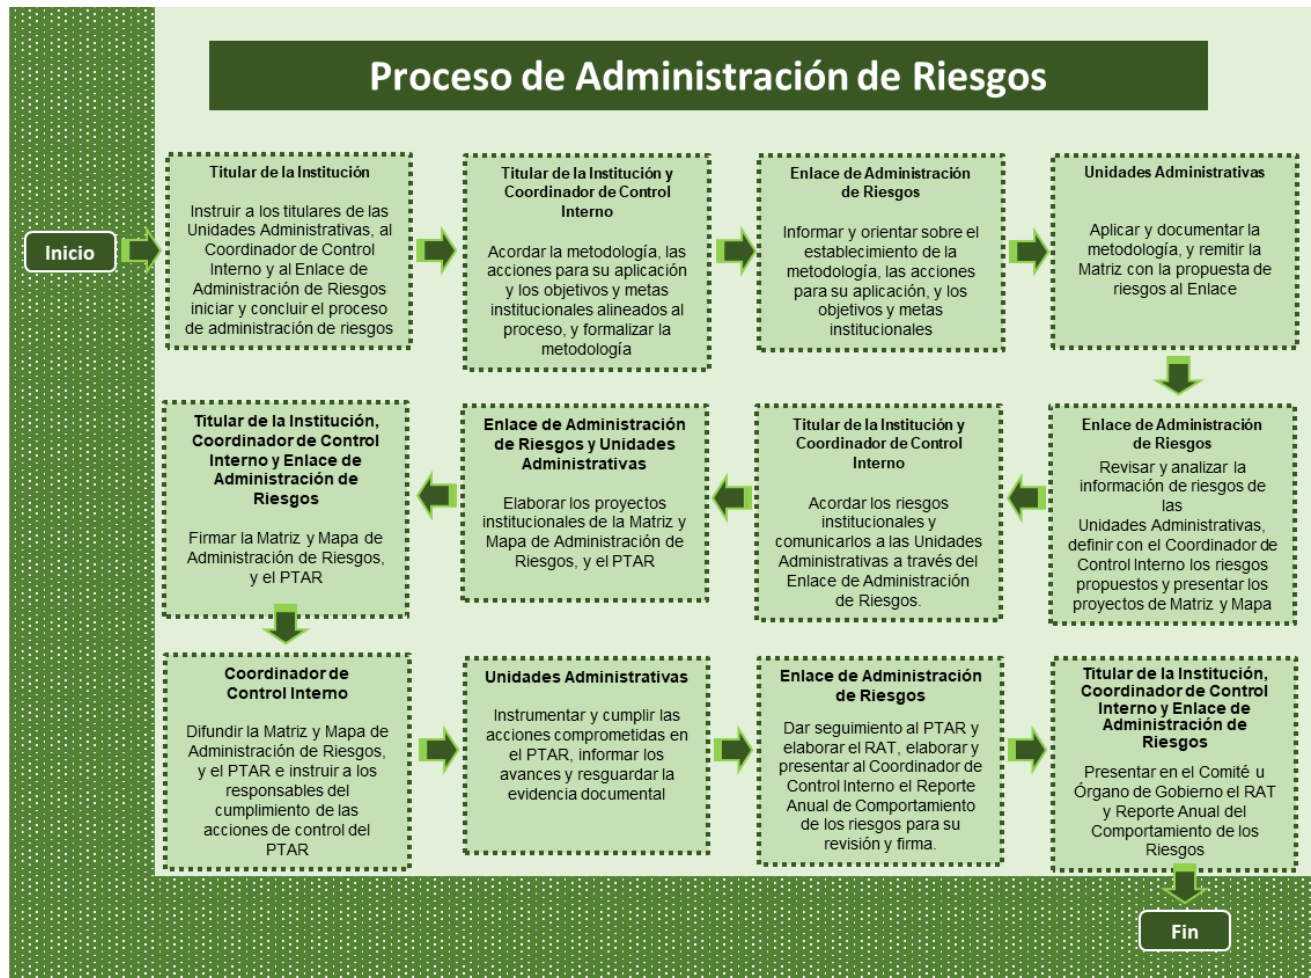 Proceso de Administración de Riesgos
Inicio
Titular de la Institución
Instruir a los titulares de las
Unidades Administrativas, al
Coordinador de Control
Interno y al Enlace de
Administración de Riesgos
iniciar y concluir el proceso
de administración de riesgos
Titular de la Institución y
Coordinador de Control
Interno
Acordar la metodología, las
acciones para su aplicación
y los objetivos y metas
institucionales alineados al
proceso, y formalizar la
metodología
Enlace de Administración
de Riesgos
Informar y orientar sobre el
establecimiento de la
metodología, las acciones
para su aplicación, y los
objetivos y metas
institucionales
Unidades Administrativas
Aplicar y documentar la
metodología, y remitir la
Matriz con la propuesta de
riesgos al Enlace
Enlace de Administración
de Riesgos
Revisar y analizar la
información de riesgos de
las
Unidades Administrativas,
definir con el Coordinador de
Control Interno los riesgos
propuestos y presentar los
proyectos de Matriz y Mapa
Titular de la Institución y
Coordinador de Control
Interno
Acordar los riesgos
institucionales y
comunicarlos a las Unidades
Administrativas a través del
Enlace de Administración
de Riesgos.
Enlace de Administración
de Riesgos y Unidades
Administrativas
Elaborar los proyectos
institucionales de la Matriz y
Mapa de Administración de
Riesgos, y el PTAR
Titular de la Institución,
Coordinador de Control
Interno y Enlace de
Administración de
Riesgos
Firmar la Matriz y Mapa de
Administración de Riesgos,
y el PTAR
Coordinador de
Control Interno
Difundir la Matriz y Mapa de
Administración de Riesgos,
y el PTAR e instruir a los
responsables del
cumplimiento de las
acciones de control del
PTAR
Unidades Administrativas
Instrumentar y cumplir las
acciones comprometidas en
el PTAR, informar los
avances y resguardar la
evidencia documental
Enlace de Administración
de Riesgos
Dar seguimiento al PTAR y
elaborar el RAT, elaborar y
presentar al Coordinador de
Control Interno el Reporte
Anual de Comportamiento
de los riesgos para su
revisión y firma.
Titular de la Institución,
Coordinador de Control
Interno y Enlace de
Administración de
Riesgos
Presentar en el Comité u
Órgano de Gobierno el RAT
y Reporte Anual del
Comportamiento de los
Riesgos
Fin